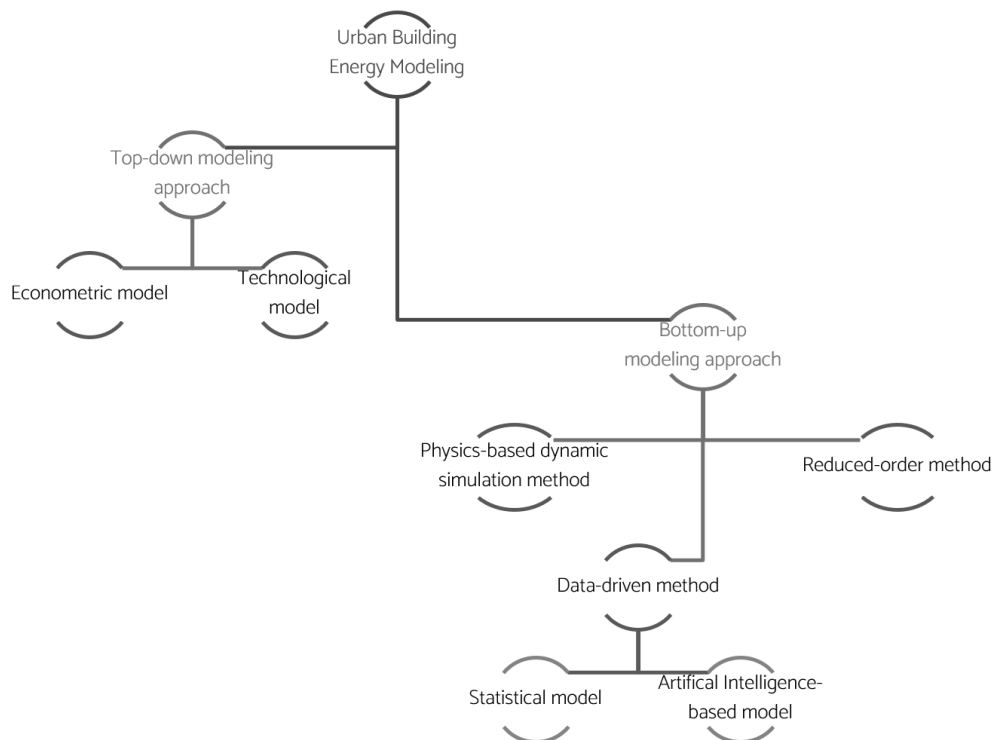 Urban Building
Energy Modeling
Top-down modeling
approach
Econometric model
Technological
model
Bottom-up
modeling approach
Physics-based dynamic
simulation method
Reduced-order method
Data-driven method
Statistical model
Artifical Intelligence-
based model